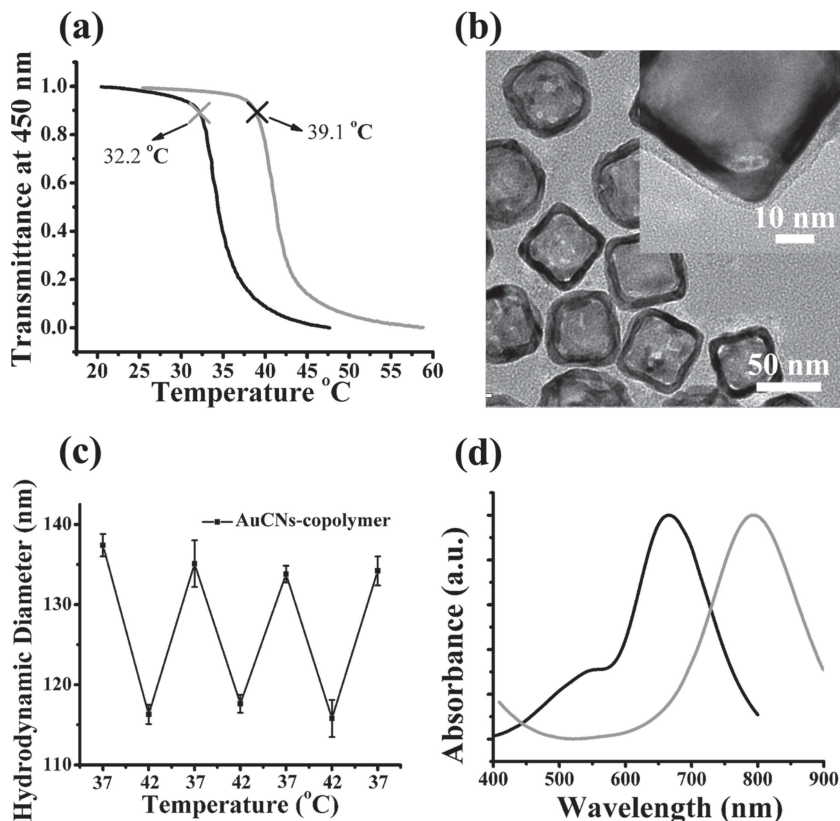 (a)
Transmittance at 450 nm
1.0
0.8
0.6
0.4
0.2
0.0
32.2 °C
39.1 °C
20 25 30 35 40 45 50 55 60
Temperature °C
(b)
10 nm
50 nm
(c)
Hydrodynamic Diameter (nm)
140
130
120
110
AuCNs-copolymer
37 42 37 42 37 42 37
Temperature (°C)
(d)
Absorbance (a.u.)
400 500 600 700 800 900
Wavelength (nm)